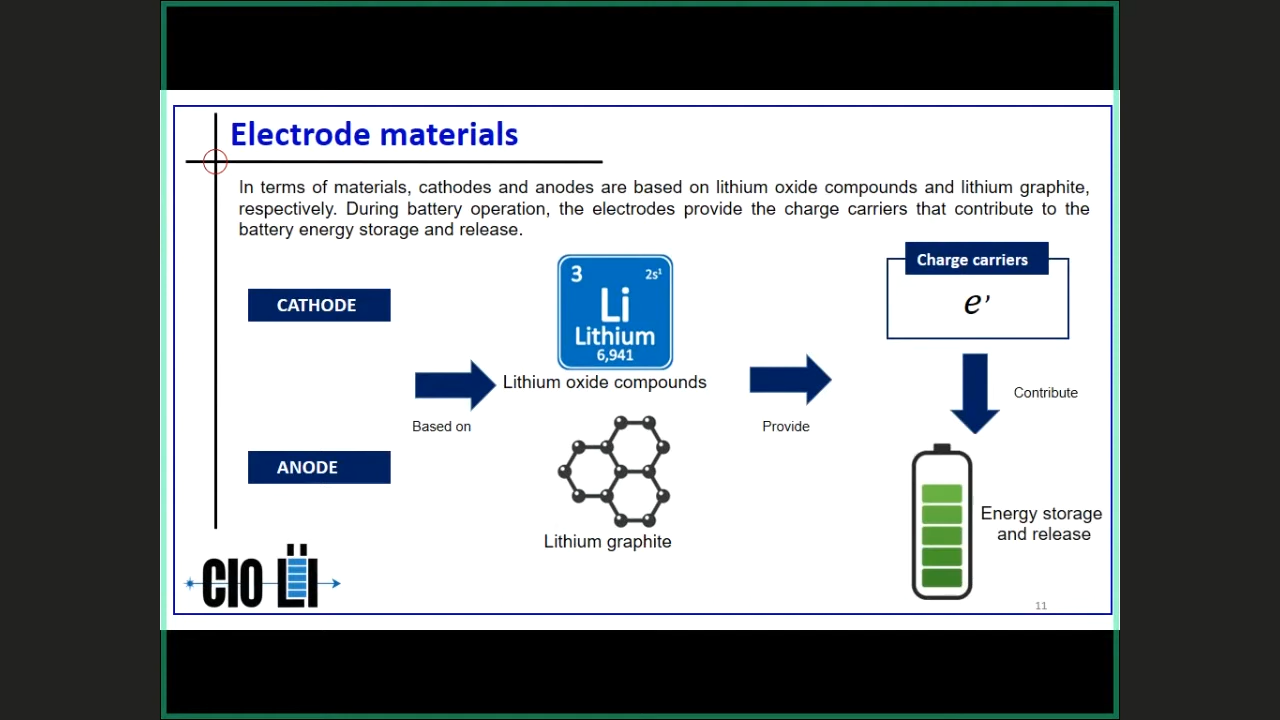 Electrode materials
In terms of materials, cathodes and anodes are based on lithium oxide compounds and lithium graphite,
respectively. During battery operation, the electrodes provide the charge carriers that contribute to the
battery energy storage and release.
CATHODE
ANODE
Based on
3 2s¹
Li
Lithium
6,941
Lithium oxide compounds
Lithium graphite
Provide
Charge carriers
e’
Contribute
Energy storage
and release
CIO Li
11